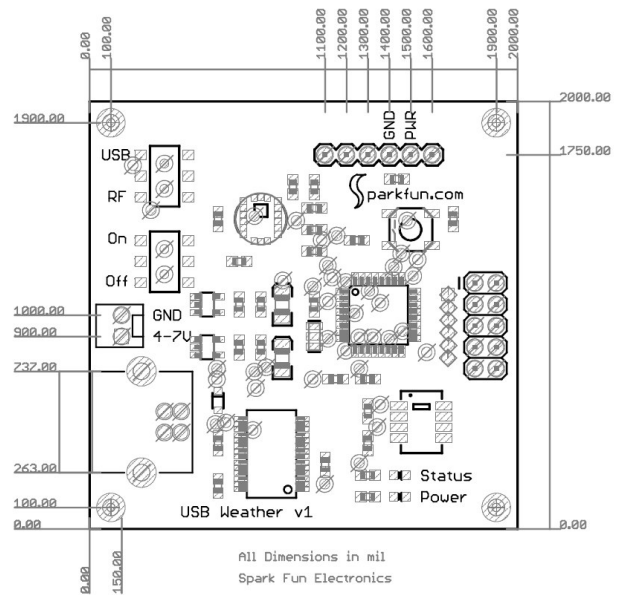 0.00
100.00
1100.00
1200.00
1300.00
1400.00
1500.00
1600.00
1900.00
2000.00
2000.00
1900.00
GND
PWR
USB
1750.00
RF
Sparkfun.com
On
Off
1000.00
GND
900.00
4-7V
237.00
263.00
Status
100.00
Power
USB Weather v1
0.00
0.00
0.00
150.00
All Dimensions in mil
Spark Fun Electronics